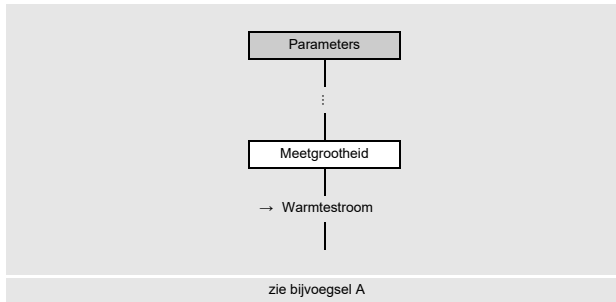 Parameters
⋮
Meetgrootheid
→ Warmtestroom
zie bijvoegsel A